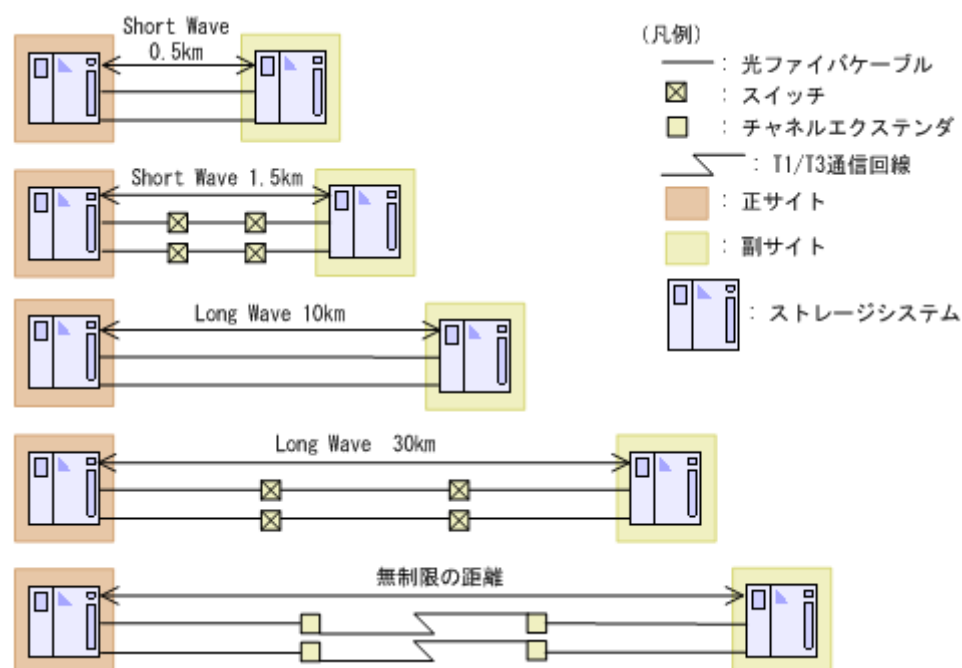 Short Wave
0.5km
Short Wave 1.5km
Long Wave 10km
Long Wave 30km
無制限の距離
(凡例)
: 光ファイバケーブル
: スイッチ
: チャネルエクステンダ
: T1/T3通信回線
: 正サイト
: 副サイト
: ストレージシステム